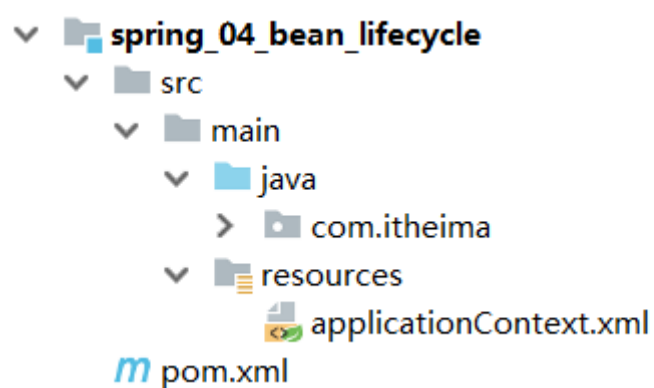 spring_04_bean_lifecycle
src
main
java
com.itheima
resources
applicationContext.xml
pom.xml